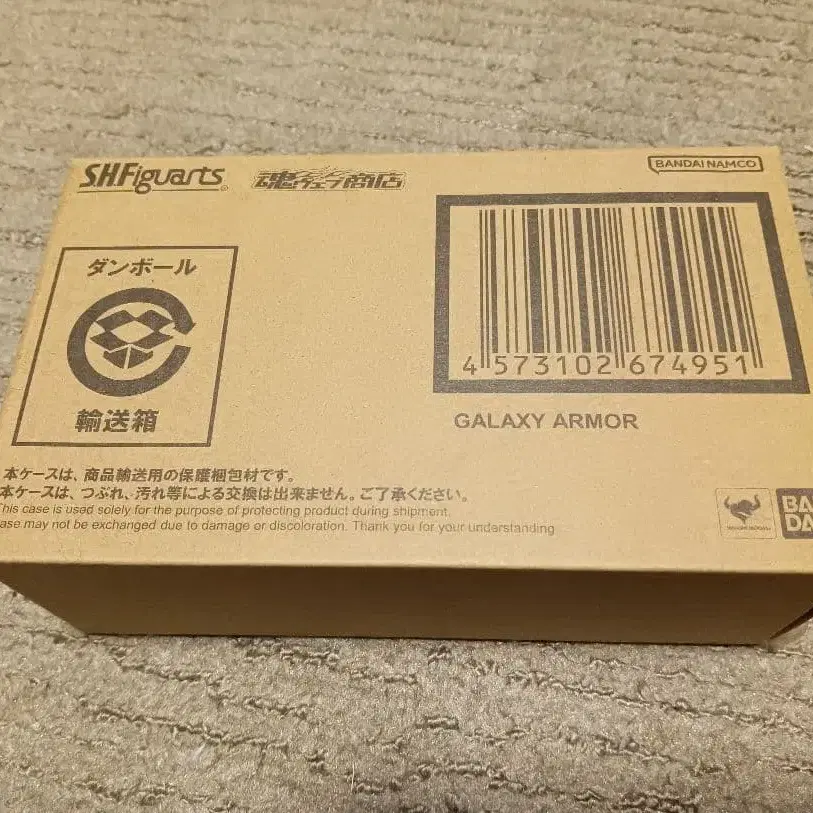 S.H.Figuarts
魂ウェブ商店
BANDAI NAMCO
ダンボール
輸送箱
4 573102 674951
GALAXY ARMOR
本ケースは、商品輸送用の保護梱包材です。
本ケースは、つぶれ、汚れ等による交換は出来ません。ご了承ください。
This case is used solely for the purpose of protecting product during shipment.
ase may not be exchanged due to damage or discoloration. Thank you for your understanding
BAN
DA